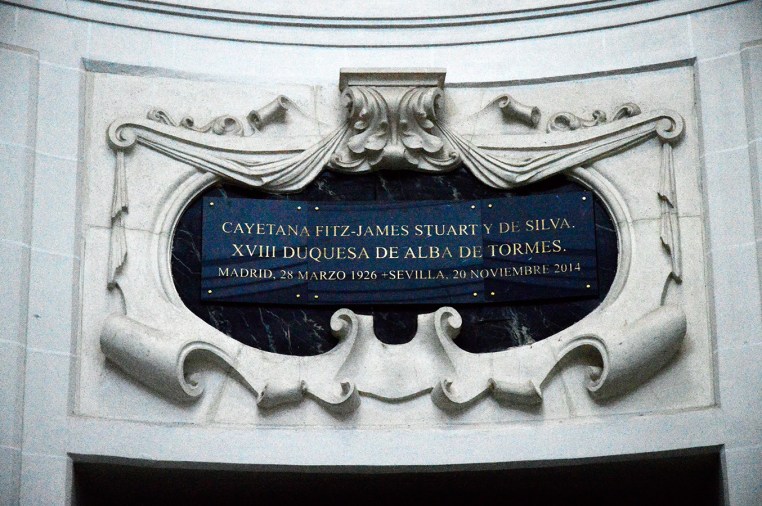 CAYETANA FITZ-JAMES STUART Y DE SILVA.
XVIII DUQUESA DE ALBA DE TORMES.
MADRID, 28 MARZO 1926 +SEVILLA, 20 NOVIEMBRE 2014